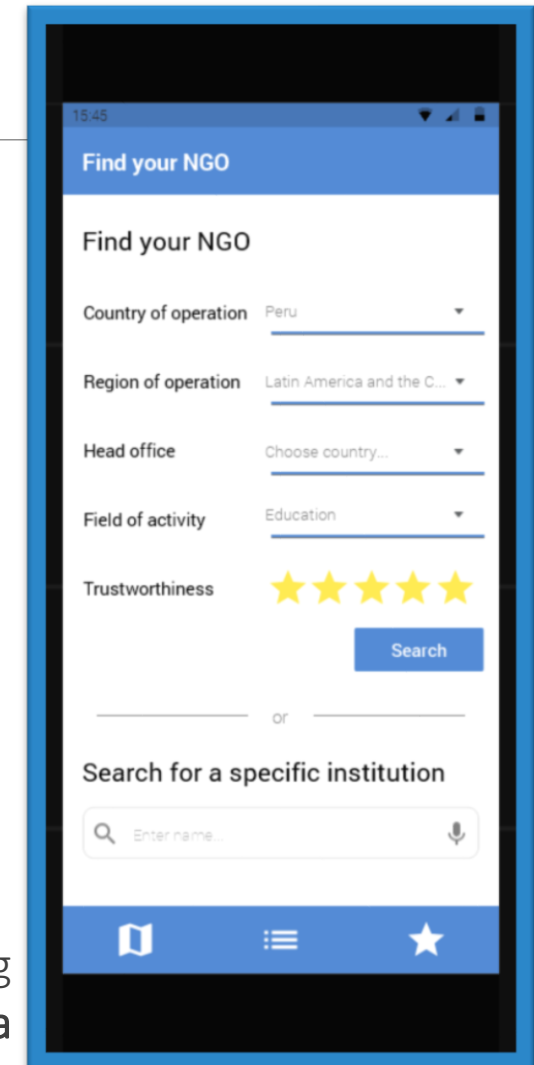 15:45
Find your NGO
Find your NGO
Country of operation Peru
Region of operation Latin America and the C...
Head office Choose country...
Field of activity Education
Trustworthiness
Search
or
Search for a specific institution
Enter name...
g
a